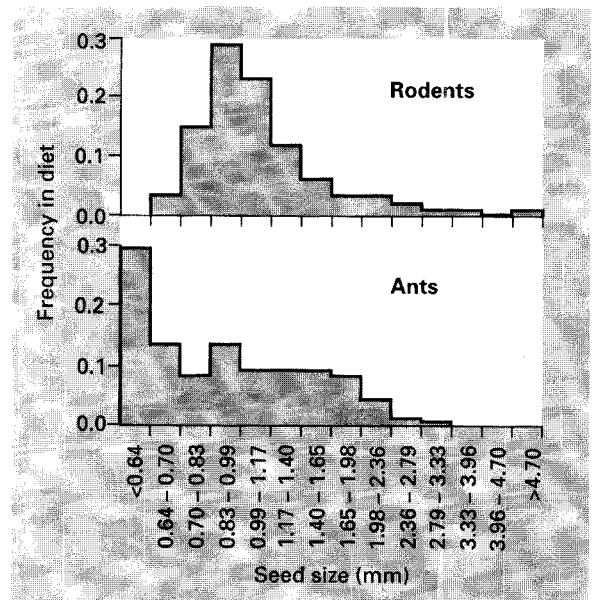 Frequency in diet
0.3
0.2
0.1
0.0
Rodents
0.3
0.2
0.1
0.0
Ants
<0.64
0.64 – 0.70
0.70 – 0.83
0.83 – 0.99
0.99 – 1.17
1.17 – 1.40
1.40 – 1.65
1.65 – 1.98
1.98 – 2.36
2.36 – 2.79
2.79 – 3.33
3.33 – 3.96
3.96 – 4.70
>4.70
Seed size (mm)